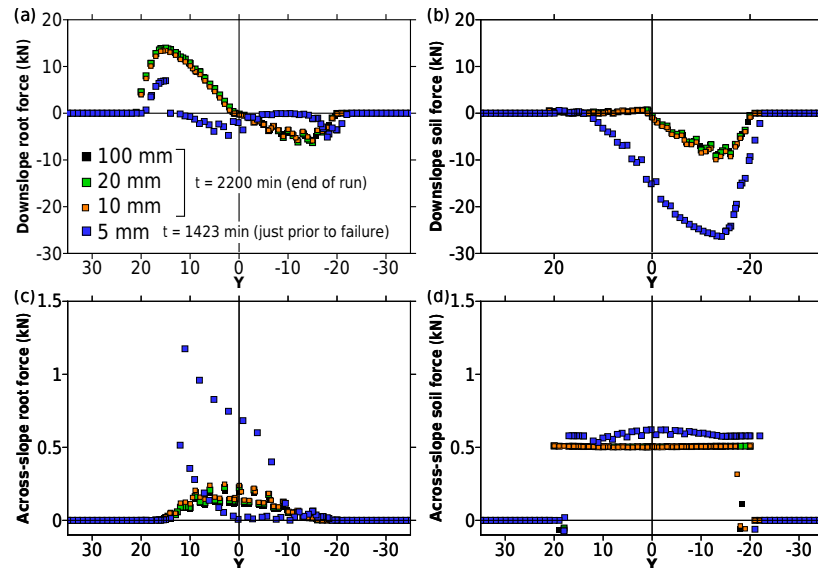 (a)
(b)
Downslope root force (kN)
20
10
0
-10
-20
-30
100 mm
20 mm
10 mm
5 mm
t = 2200 min (end of run)
t = 1423 min (just prior to failure)
30 20 10 0 -10 -20 -30
Y
Downslope soil force (kN)
20
10
0
-10
-20
-30
20 0 -20
Y
(c)
(d)
Across-slope root force (kN)
1.5
1
0.5
0
30 20 10 0 -10 -20 -30
Y
Across-slope soil force (kN)
1.5
1
0.5
0
30 20 10 0 -10 -20 -30
Y